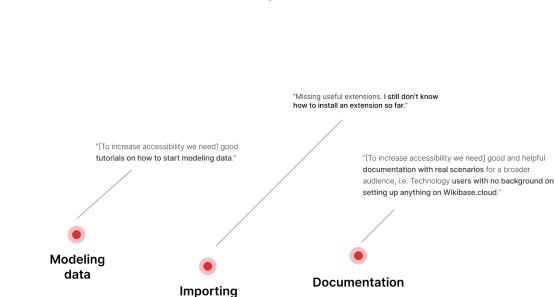 "Missing useful extensions. I still don't know
how to install an extension so far."
"[To increase accessibility we need] good
tutorials on how to start modeling data."
"[To increase accessibility we need] good and helpful
documentation with real scenarios for a broader
audience, i.e. Technology users with no background on
setting up anything on Wikibase.cloud."
Modeling
data
Importing
Documentation